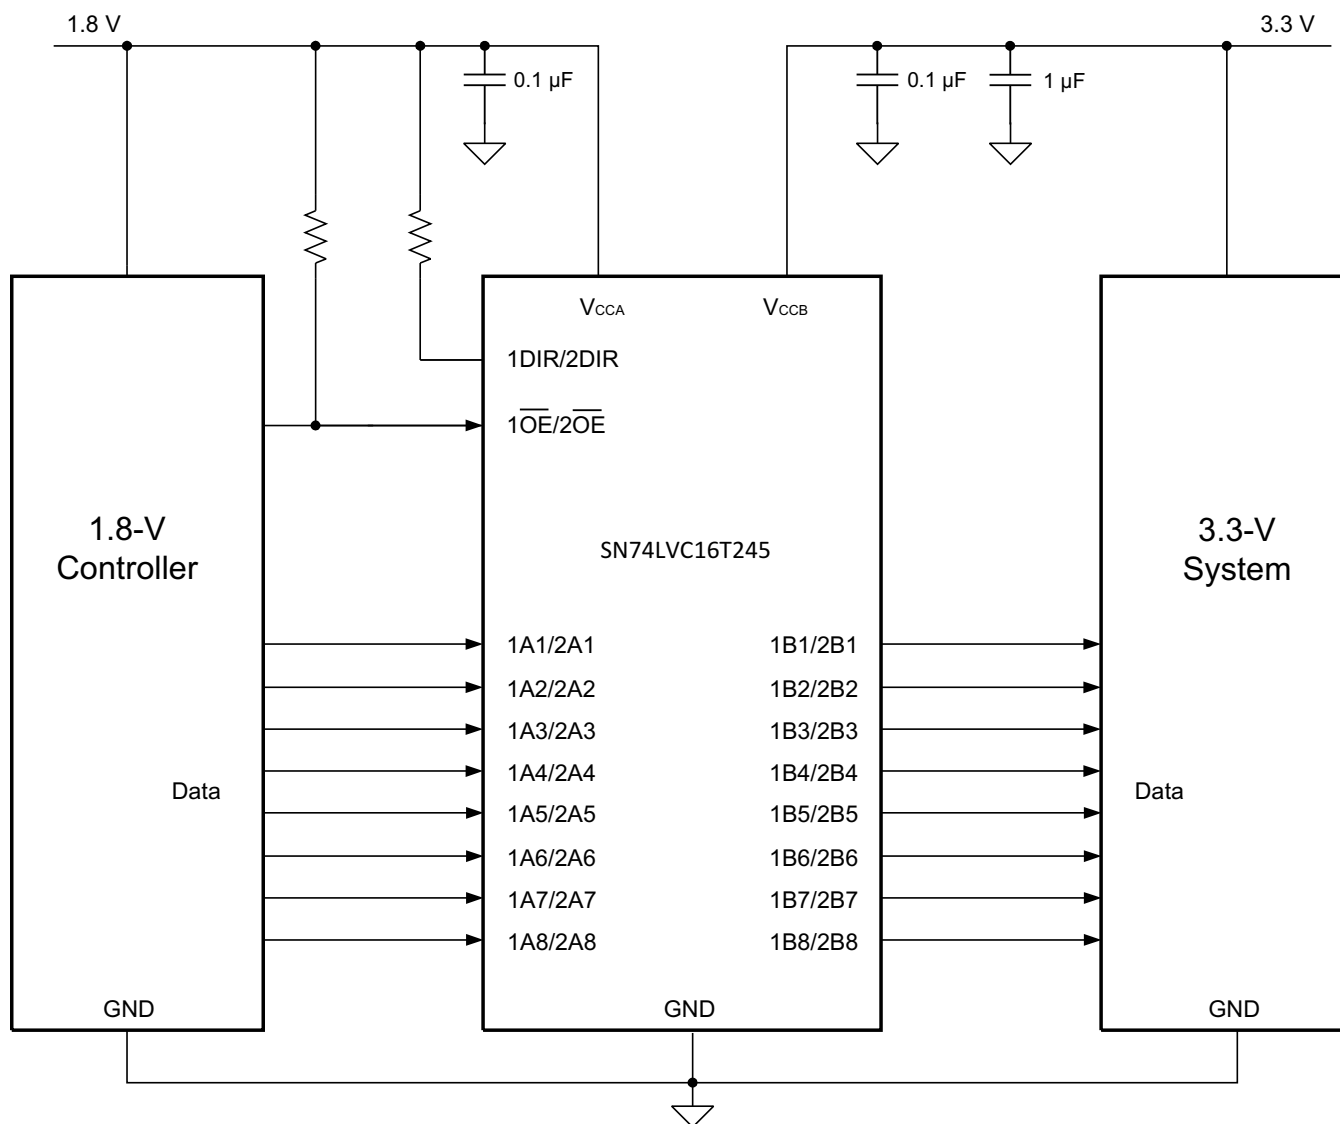 1.8 V
3.3 V
0.1 µF
0.1 µF
1 µF
VCCA
VCCB
1DIR/2DIR
1O̅E̅/2O̅E̅
1.8-V
Controller
SN74LVC16T245
3.3-V
System
1A1/2A1
1B1/2B1
1A2/2A2
1B2/2B2
1A3/2A3
1B3/2B3
1A4/2A4
1B4/2B4
Data
Data
1A5/2A5
1B5/2B5
1A6/2A6
1B6/2B6
1A7/2A7
1B7/2B7
1A8/2A8
1B8/2B8
GND
GND
GND